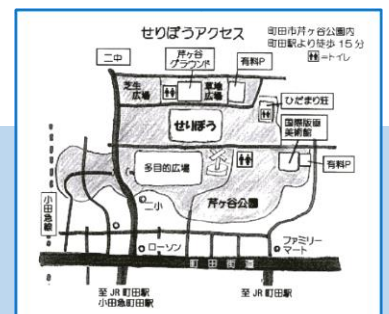 せりぼうアクセス
町田市芹ヶ谷公園内
町田駅より徒歩15分
=トイレ
二中
芹ヶ谷
グラウンド
有料P
芝生
広場
草地
広場
ひだまり荘
せりぼう
国際版画
美術館
有料P
多目的広場
二小
芹ヶ谷公園
小田急線
ローソン
ファミリー
マート
町田街道
至JR町田駅
小田急町田駅
至JR町田駅